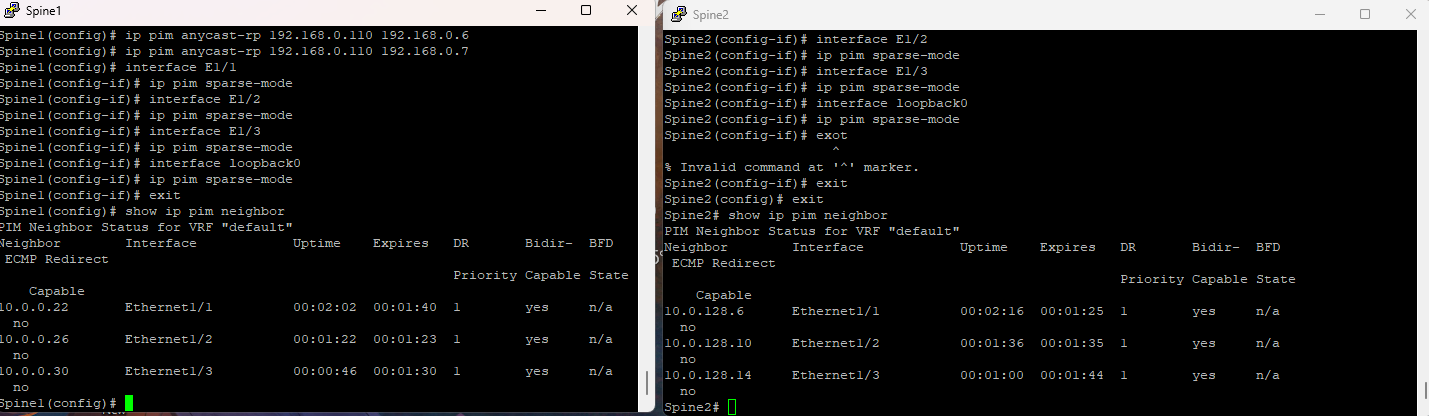 Spine1
Spine1(config)# ip pim anycast-rp 192.168.0.110 192.168.0.6
Spine1(config)# ip pim anycast-rp 192.168.0.110 192.168.0.7
Spine1(config)# interface E1/1
Spine1(config-if)# ip pim sparse-mode
Spine1(config-if)# interface E1/2
Spine1(config-if)# ip pim sparse-mode
Spine1(config-if)# interface E1/3
Spine1(config-if)# ip pim sparse-mode
Spine1(config-if)# interface loopback0
Spine1(config-if)# ip pim sparse-mode
Spine1(config-if)# exit
Spine1(config)# show ip pim neighbor
PIM Neighbor Status for VRF "default"
Neighbor        Interface            Uptime    Expires   DR       Bidir-  BFD
 ECMP Redirect
                                                         Priority Capable State
    Capable
10.0.0.22       Ethernet1/1          00:02:02  00:01:40  1        yes     n/a
  no
10.0.0.26       Ethernet1/2          00:01:22  00:01:23  1        yes     n/a
  no
10.0.0.30       Ethernet1/3          00:00:46  00:01:30  1        yes     n/a
  no
Spine1(config)#
Spine2
Spine2(config-if)# interface E1/2
Spine2(config-if)# ip pim sparse-mode
Spine2(config-if)# interface E1/3
Spine2(config-if)# ip pim sparse-mode
Spine2(config-if)# interface loopback0
Spine2(config-if)# ip pim sparse-mode
Spine2(config-if)# exot
                     ^
% Invalid command at '^' marker.
Spine2(config-if)# exit
Spine2(config)# exit
Spine2# show ip pim neighbor
PIM Neighbor Status for VRF "default"
Neighbor        Interface            Uptime    Expires   DR       Bidir-  BFD
 ECMP Redirect
                                                         Priority Capable State
    Capable
10.0.128.6      Ethernet1/1          00:02:16  00:01:25  1        yes     n/a
  no
10.0.128.10     Ethernet1/2          00:01:36  00:01:35  1        yes     n/a
  no
10.0.128.14     Ethernet1/3          00:01:00  00:01:44  1        yes     n/a
  no
Spine2#